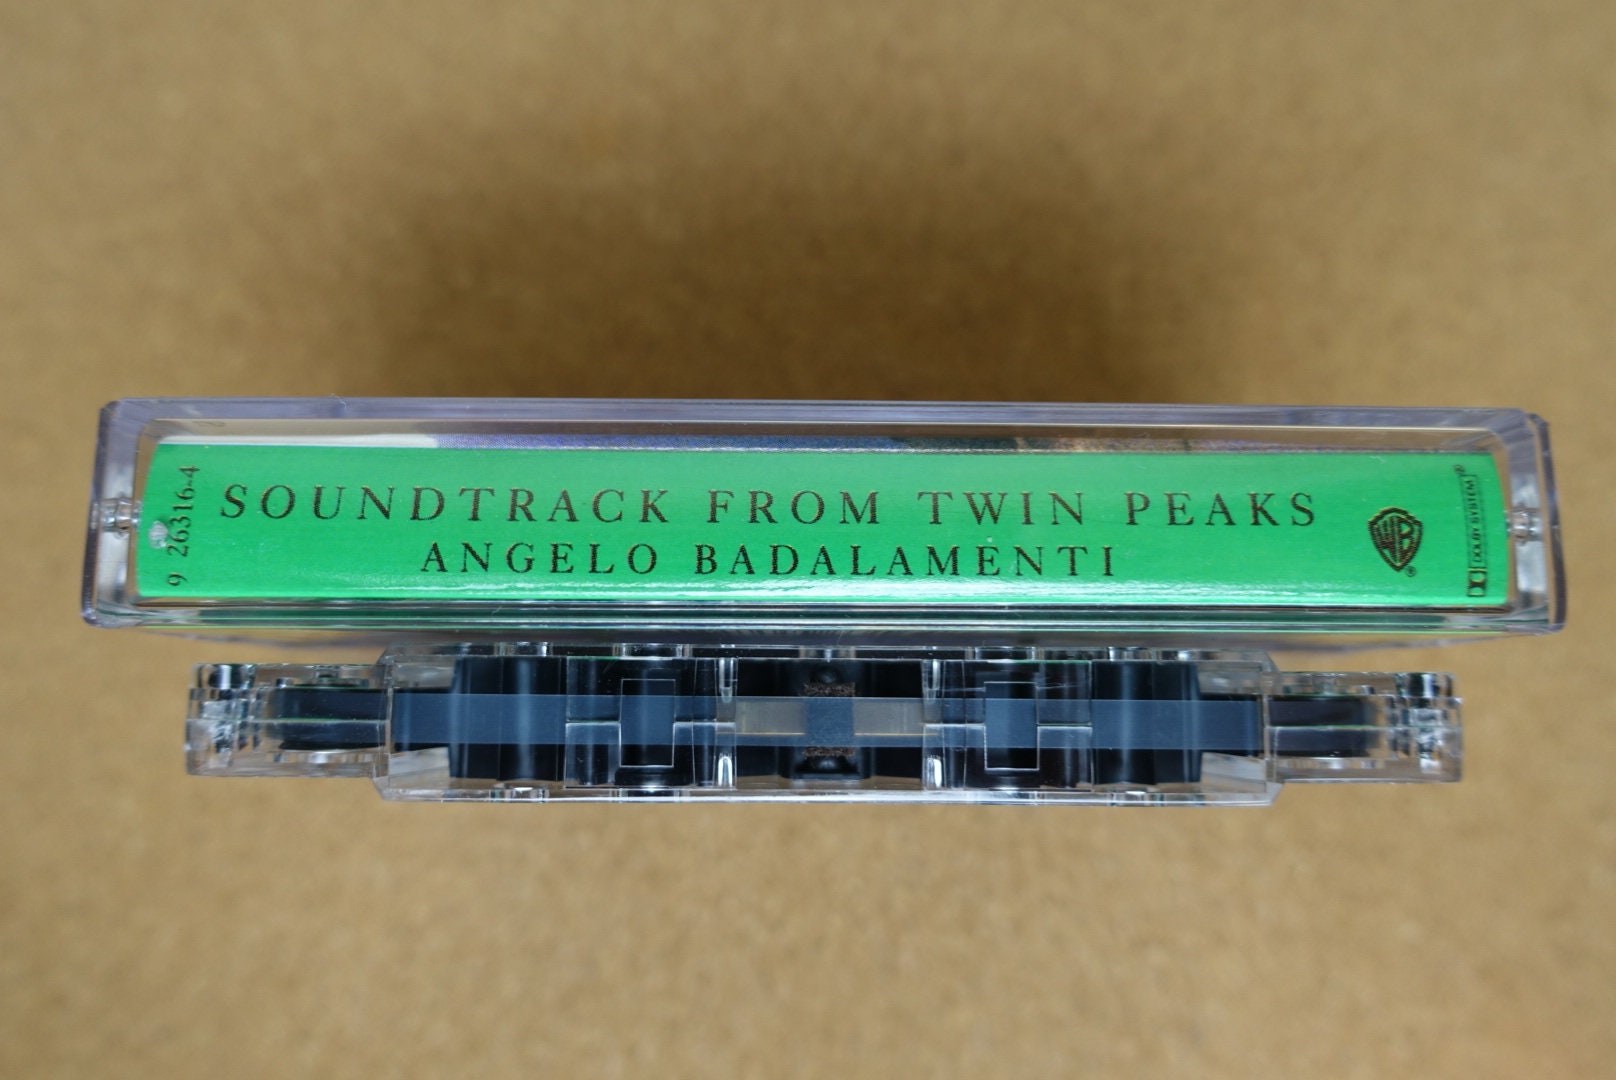 9 26316-4
SOUNDTRACK FROM TWIN PEAKS
ANGELO BADALAMENTI
WB
®
DOLBY SYSTEM®